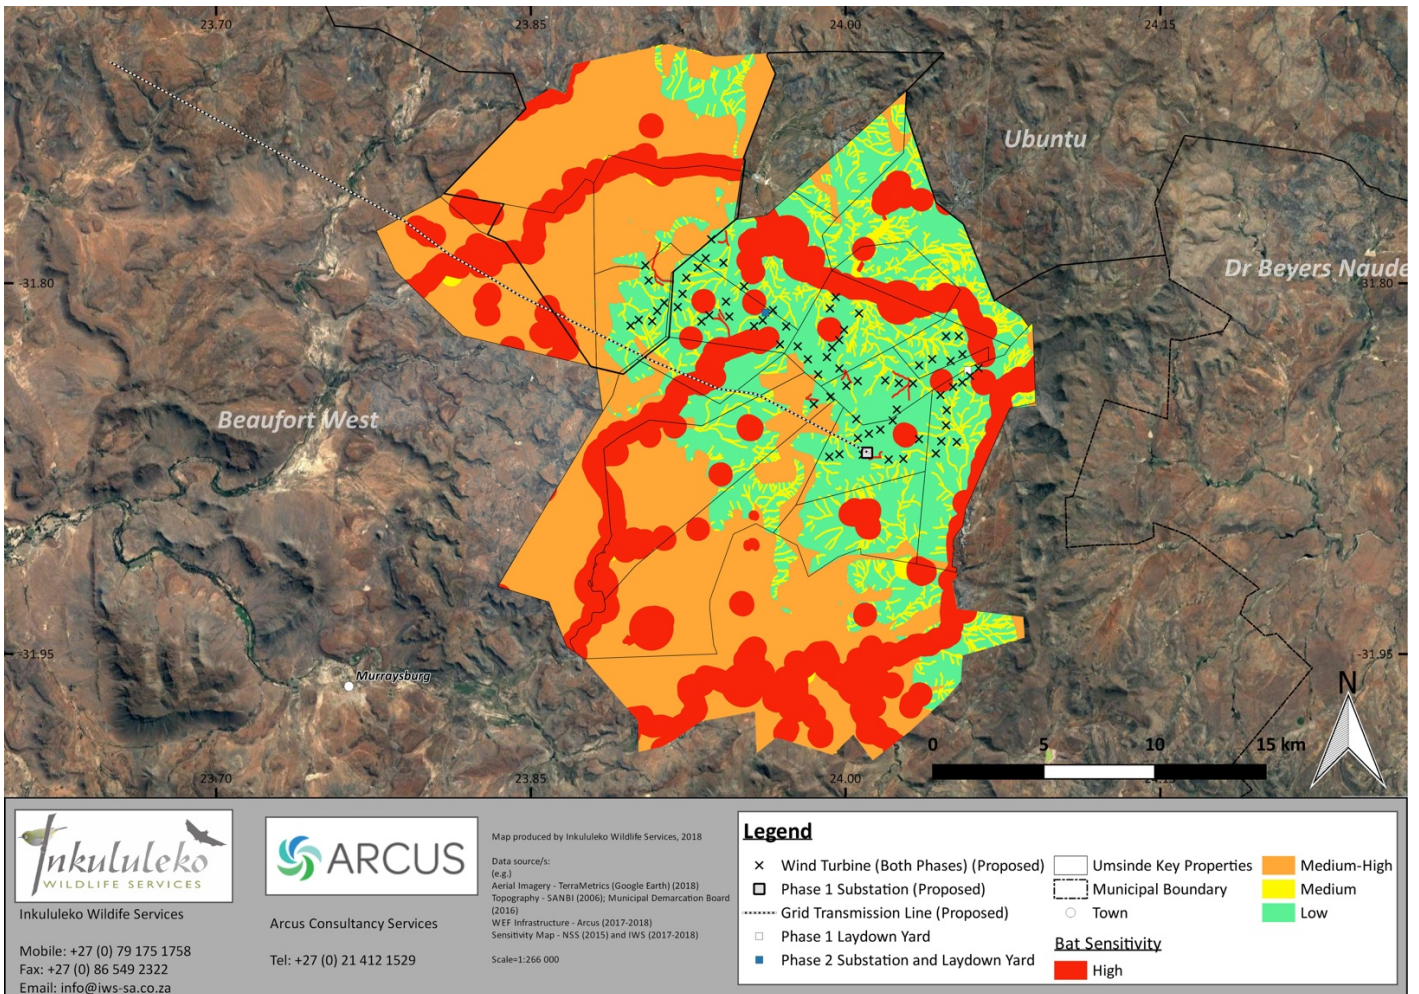 23.70
23.85
24.00
24.15
Ubuntu
Dr Beyers Naude
-31.80
-31.80
Beaufort West
-31.95
-31.95
Murraysburg
N
0
5
10
15 km
23.70
23.85
24.00
Inkululeko
WILDLIFE SERVICES
Inkululeko Wildife Services
Mobile: +27 (0) 79 175 1758
Fax: +27 (0) 86 549 2322
Email: info@iws-sa.co.za
ARCUS
Arcus Consultancy Services
Tel: +27 (0) 21 412 1529
Map produced by Inkululeko Wildlife Services, 2018
Data source/s:
(e.g.)
Aerial Imagery - TerraMetrics (Google Earth) (2018)
Topography - SANBI (2006); Municipal Demarcation Board
(2016)
WEF Infrastructure - Arcus (2017-2018)
Sensitivity Map - NSS (2015) and IWS (2017-2018)
Scale=1:266 000
Legend
Wind Turbine (Both Phases) (Proposed)
Phase 1 Substation (Proposed)
Grid Transmission Line (Proposed)
Phase 1 Laydown Yard
Phase 2 Substation and Laydown Yard
Umsinde Key Properties
Municipal Boundary
Town
Bat Sensitivity
High
Medium-High
Medium
Low